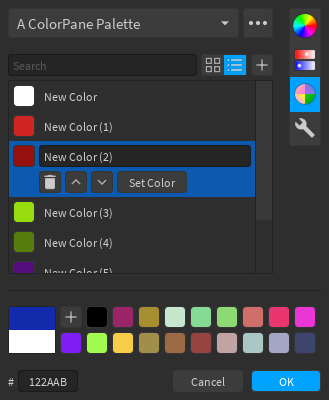 A ColorPane Palette
Search
New Color
New Color (1)
New Color (2)
Set Color
New Color (3)
New Color (4)
New Color (5)
# 122AAB
Cancel
OK